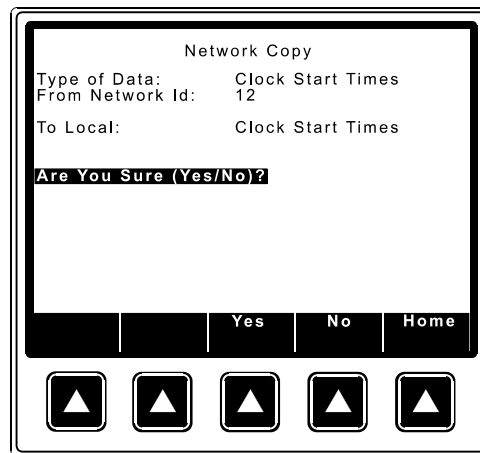 Network Copy
Type of Data: Clock Start Times
From Network Id: 12
To Local: Clock Start Times
Are You Sure (Yes/No)?
Yes No Home